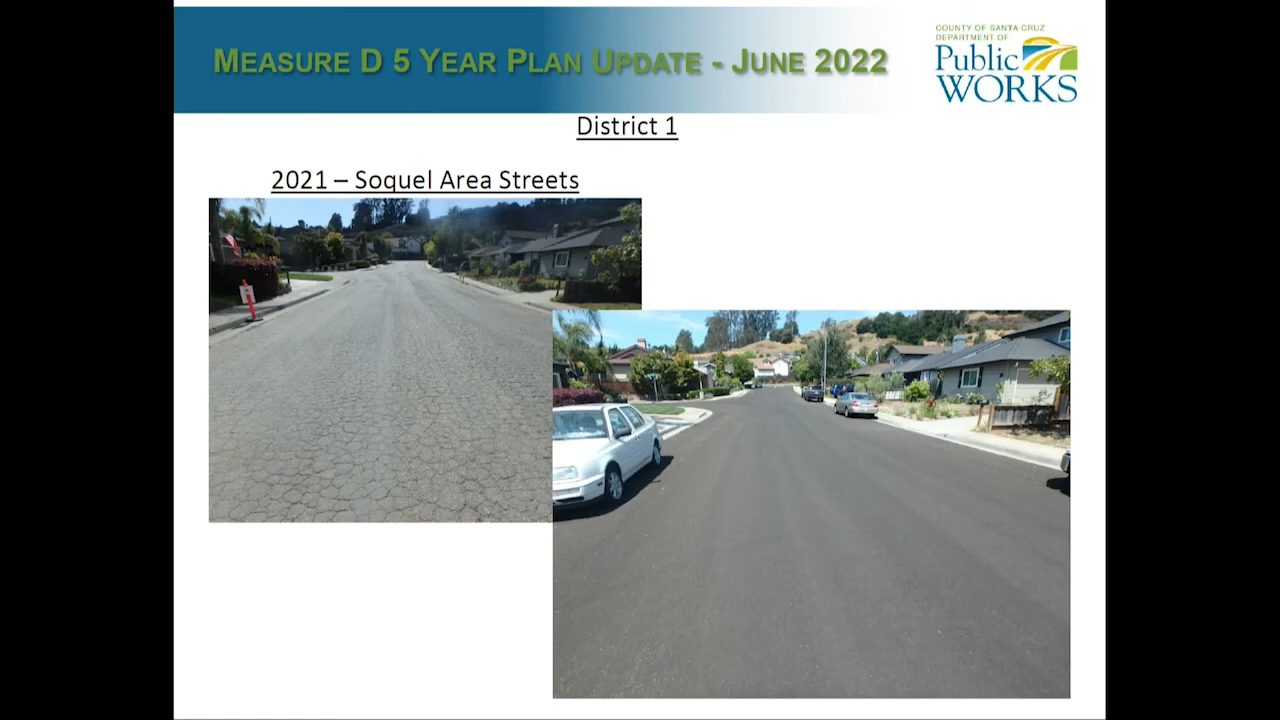 MEASURE D 5 YEAR PLAN UPDATE - JUNE 2022
COUNTY OF SANTA CRUZ
DEPARTMENT OF
Public
WORKS
District 1
2021 – Soquel Area Streets